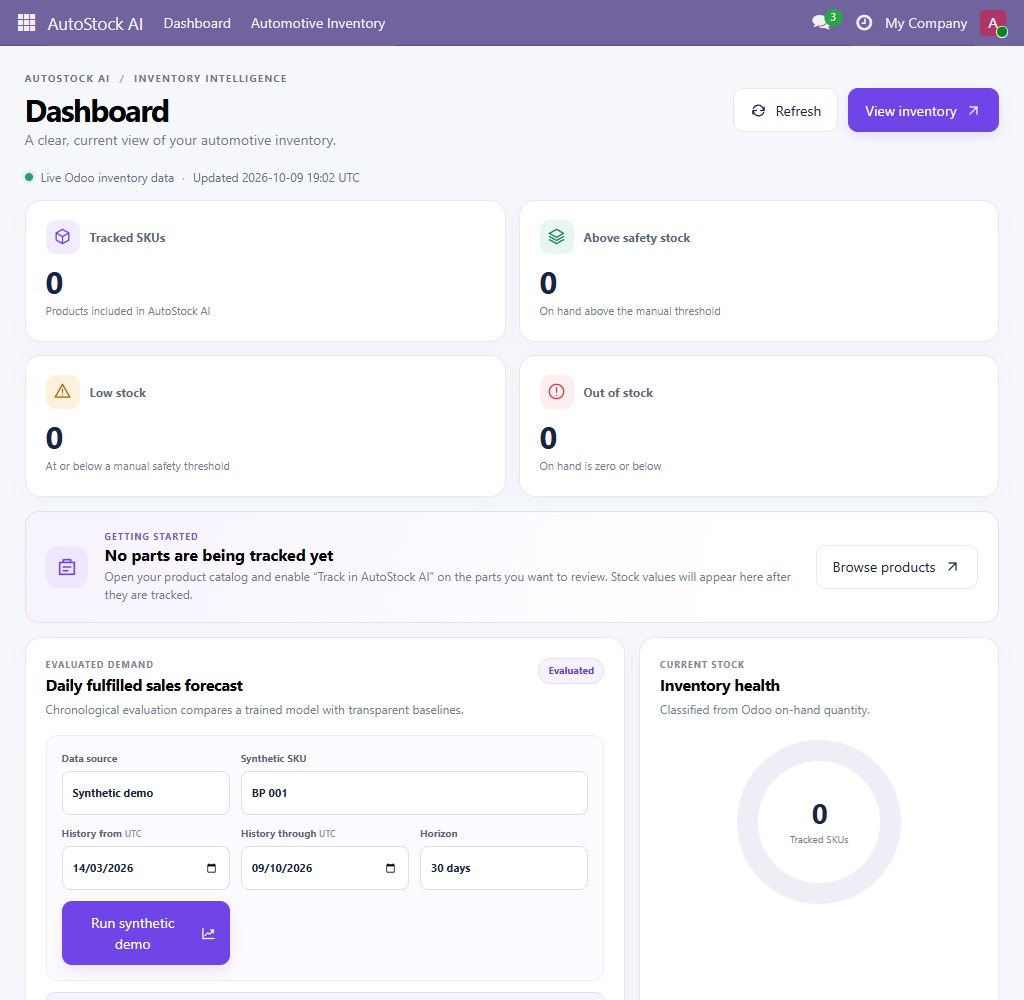 AutoStock AI Dashboard Automotive Inventory 3 My Company A
AUTOSTOCK AI / INVENTORY INTELLIGENCE
Dashboard
A clear, current view of your automotive inventory.
Refresh
View inventory
Live Odoo inventory data · Updated 2026-10-09 19:02 UTC
Tracked SKUs
0
Products included in AutoStock AI
Above safety stock
0
On hand above the manual threshold
Low stock
0
At or below a manual safety threshold
Out of stock
0
On hand is zero or below
GETTING STARTED
No parts are being tracked yet
Open your product catalog and enable “Track in AutoStock AI” on the parts you want to review. Stock values will appear here after
they are tracked.
Browse products
EVALUATED DEMAND
Daily fulfilled sales forecast
Chronological evaluation compares a trained model with transparent baselines.
Evaluated
Data source
Synthetic demo
Synthetic SKU
BP 001
History from UTC
14/03/2026
History through UTC
09/10/2026
Horizon
30 days
Run synthetic
demo
CURRENT STOCK
Inventory health
Classified from Odoo on-hand quantity.
0
Tracked SKUs